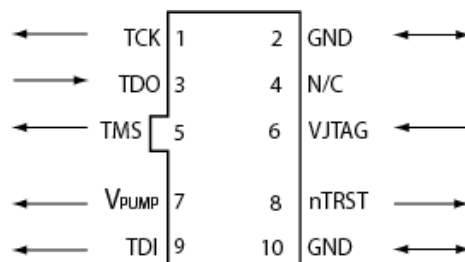 TCK 1 2 GND
TDO 3 4 N/C
TMS 5 6 VJTAG
VPUMP 7 8 nTRST
TDI 9 10 GND